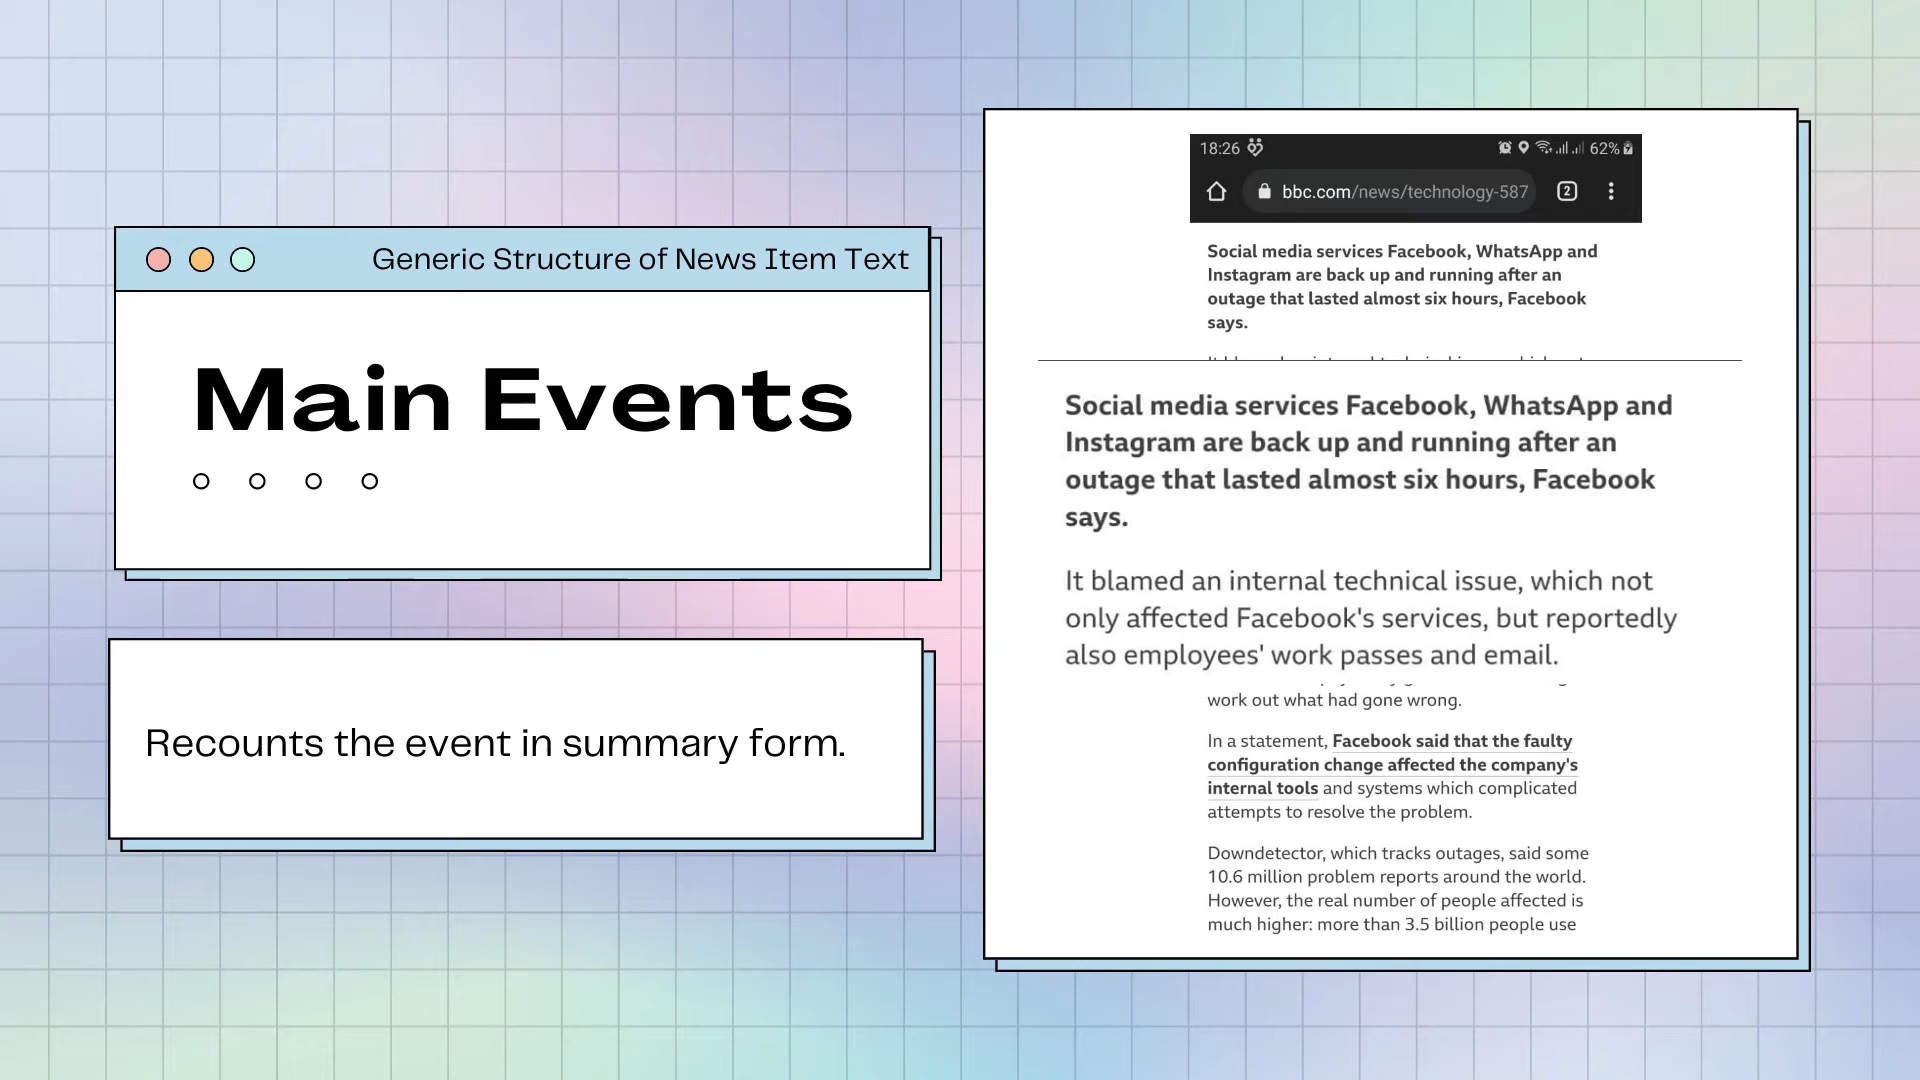 Generic Structure of News Item Text
Main Events
Recounts the event in summary form.
18:26
62%
bbc.com/news/technology-587
2
Social media services Facebook, WhatsApp and
Instagram are back up and running after an
outage that lasted almost six hours, Facebook
says.
Social media services Facebook, WhatsApp and
Instagram are back up and running after an
outage that lasted almost six hours, Facebook
says.
It blamed an internal technical issue, which not
only affected Facebook's services, but reportedly
also employees' work passes and email.
work out what had gone wrong.
In a statement, Facebook said that the faulty
configuration change affected the company's
internal tools and systems which complicated
attempts to resolve the problem.
Downdetector, which tracks outages, said some
10.6 million problem reports around the world.
However, the real number of people affected is
much higher: more than 3.5 billion people use